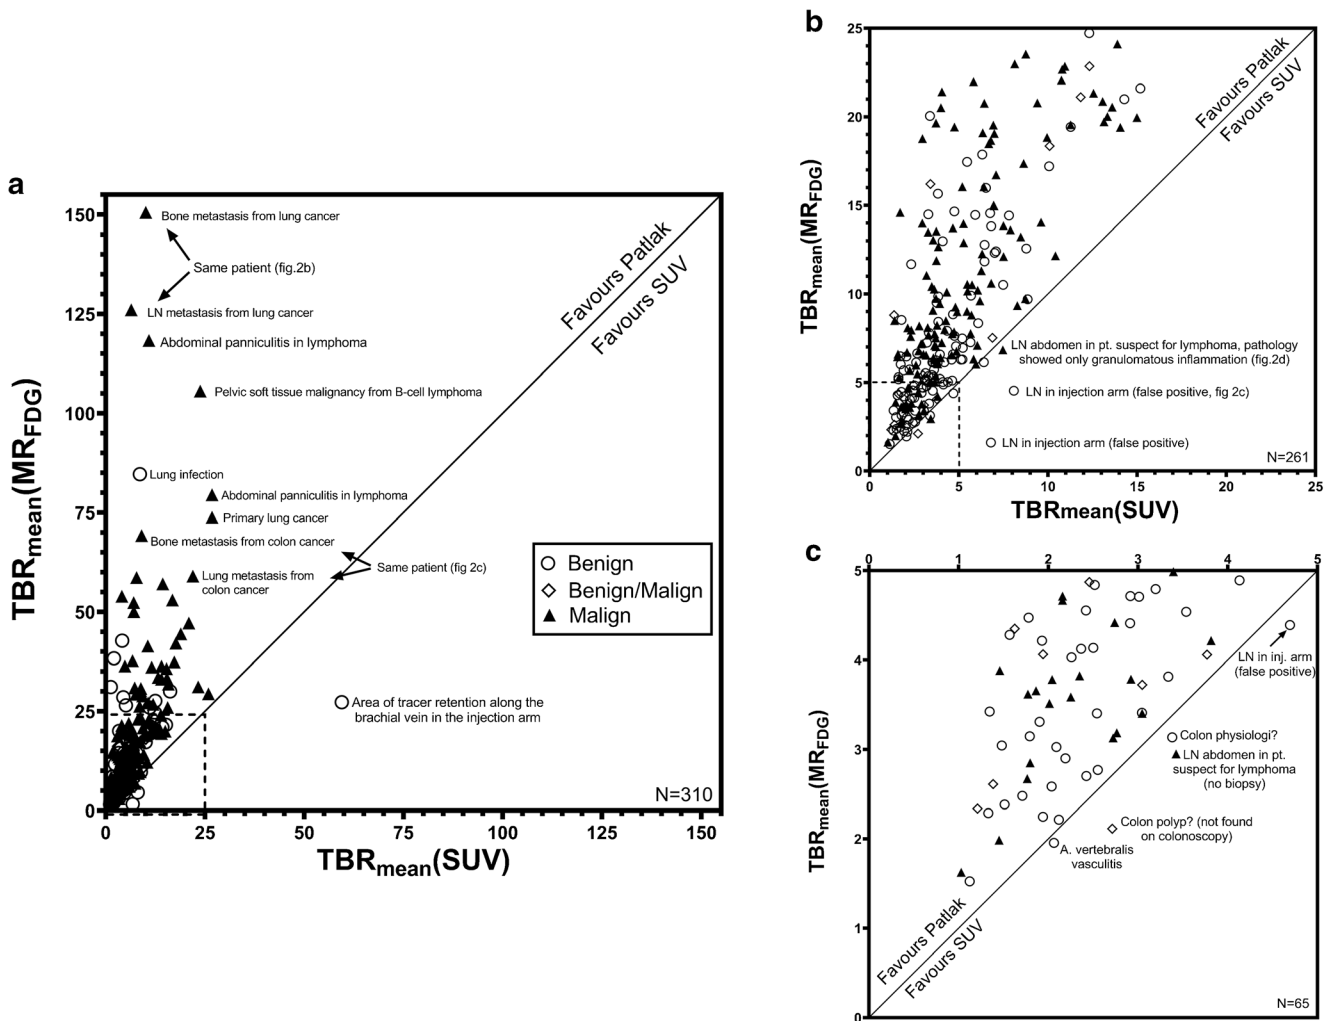 a
TBRmean(MRFDG)
150
125
100
75
50
25
0
0
25
50
75
100
125
150
TBRmean(SUV)
Bone metastasis from lung cancer
Same patient (fig.2b)
LN metastasis from lung cancer
Abdominal panniculitis in lymphoma
Pelvic soft tissue malignancy from B-cell lymphoma
Lung infection
Abdominal panniculitis in lymphoma
Primary lung cancer
Bone metastasis from colon cancer
Same patient (fig 2c)
Lung metastasis from
colon cancer
Favours Patlak
Favours SUV
Benign
Benign/Malign
Malign
Area of tracer retention along the
brachial vein in the injection arm
N=310
b
TBRmean(MRFDG)
25
20
15
10
5
0
0
5
10
15
20
25
TBRmean(SUV)
Favours Patlak
Favours SUV
LN abdomen in pt. suspect for lymphoma, pathology
showed only granulomatous inflammation (fig.2d)
LN in injection arm (false positive, fig 2c)
LN in injection arm (false positive)
N=261
c
0
1
2
3
4
5
TBRmean(MRFDG)
5
4
3
2
1
0
LN in inj. arm
(false positive)
Colon physiologi?
LN abdomen in pt.
suspect for lymphoma
(no biopsy)
Colon polyp? (not found
on colonoscopy)
A. vertebralis
vasculitis
Favours Patlak
Favours SUV
N=65